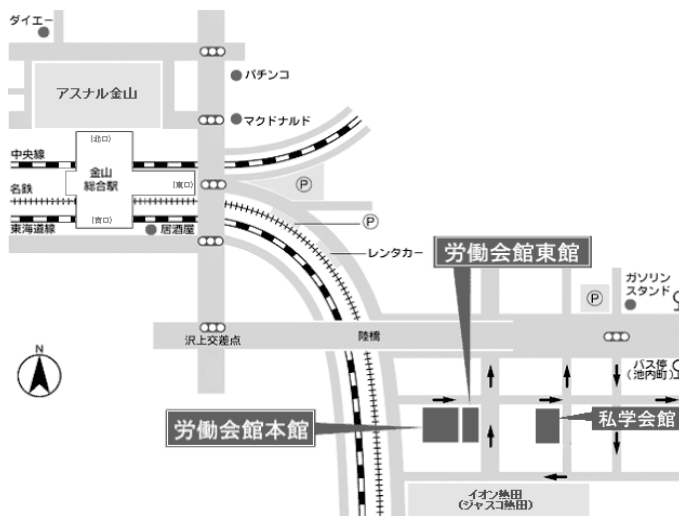 ダイエー
パチンコ
アスナル金山
マクドナルド
(北口)
中央線
金山
総合駅
(東口)
名鉄
(南口)
東海道線
居酒屋
P
P
レンタカー
労働会館東館
ガソリン
スタンド
P
沢上交差点
陸橋
N
バス停
(池内町)
労働会館本館
私学会館
イオン熱田
(ジャスコ熱田)